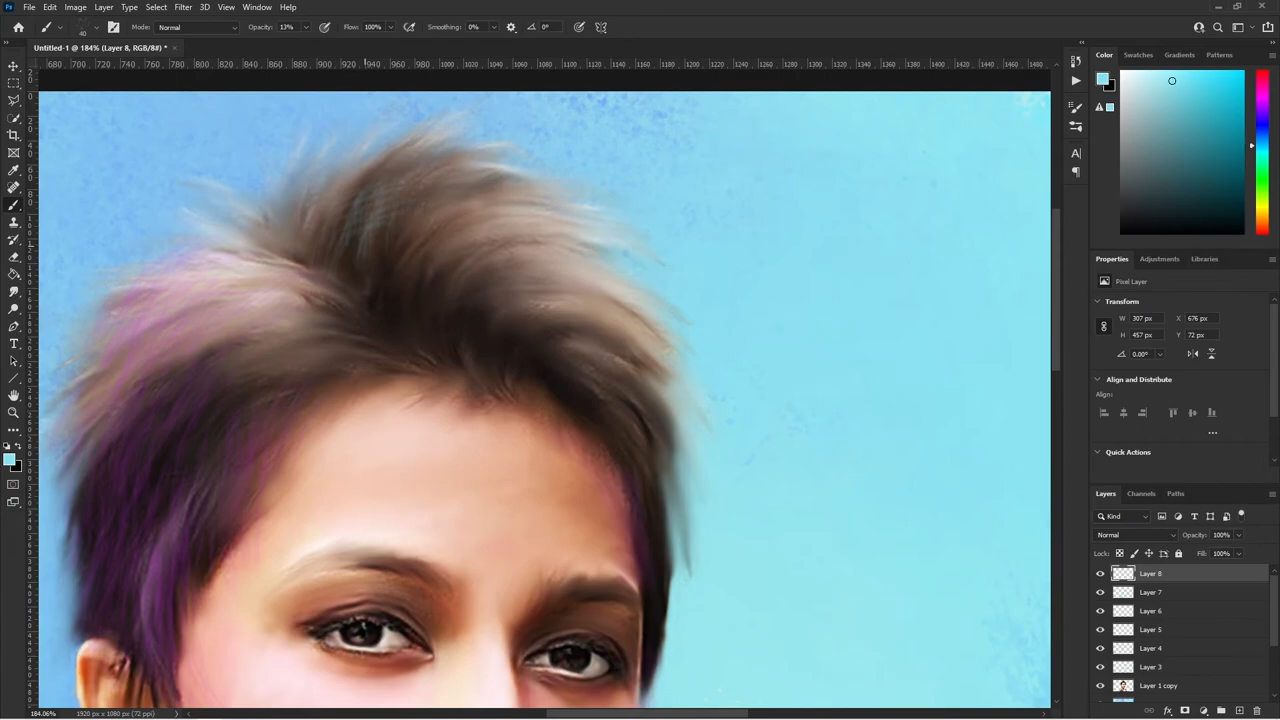 Ps File Edit Image Layer Type Select Filter 3D View Window Help
40 Mode: Normal Opacity: 13% Flow: 100% Smoothing: 0% 0°
Untitled-1 @ 184% (Layer 8, RGB/8#) * ×
680 700 720 740 760 780 800 820 840 860 880 900 920 940 960 980 1000 1020 1040 1060 1080 1100 1120 1140 1160 1180 1200 1220 1240 1260 1280 1300 1320 1340 1360 1380 1400 1420 1440 1460 1480
Color Swatches Gradients Patterns
Properties Adjustments Libraries
Pixel Layer
Transform
W 307 px X 676 px
H 457 px Y 72 px
0.00°
Align and Distribute
Align:
Quick Actions
Layers Channels Paths
Kind
Normal Opacity: 100%
Lock: Fill: 100%
Layer 8
Layer 7
Layer 6
Layer 5
Layer 4
Layer 3
Layer 1 copy
184.06% 1920 px x 1080 px (72 ppi)